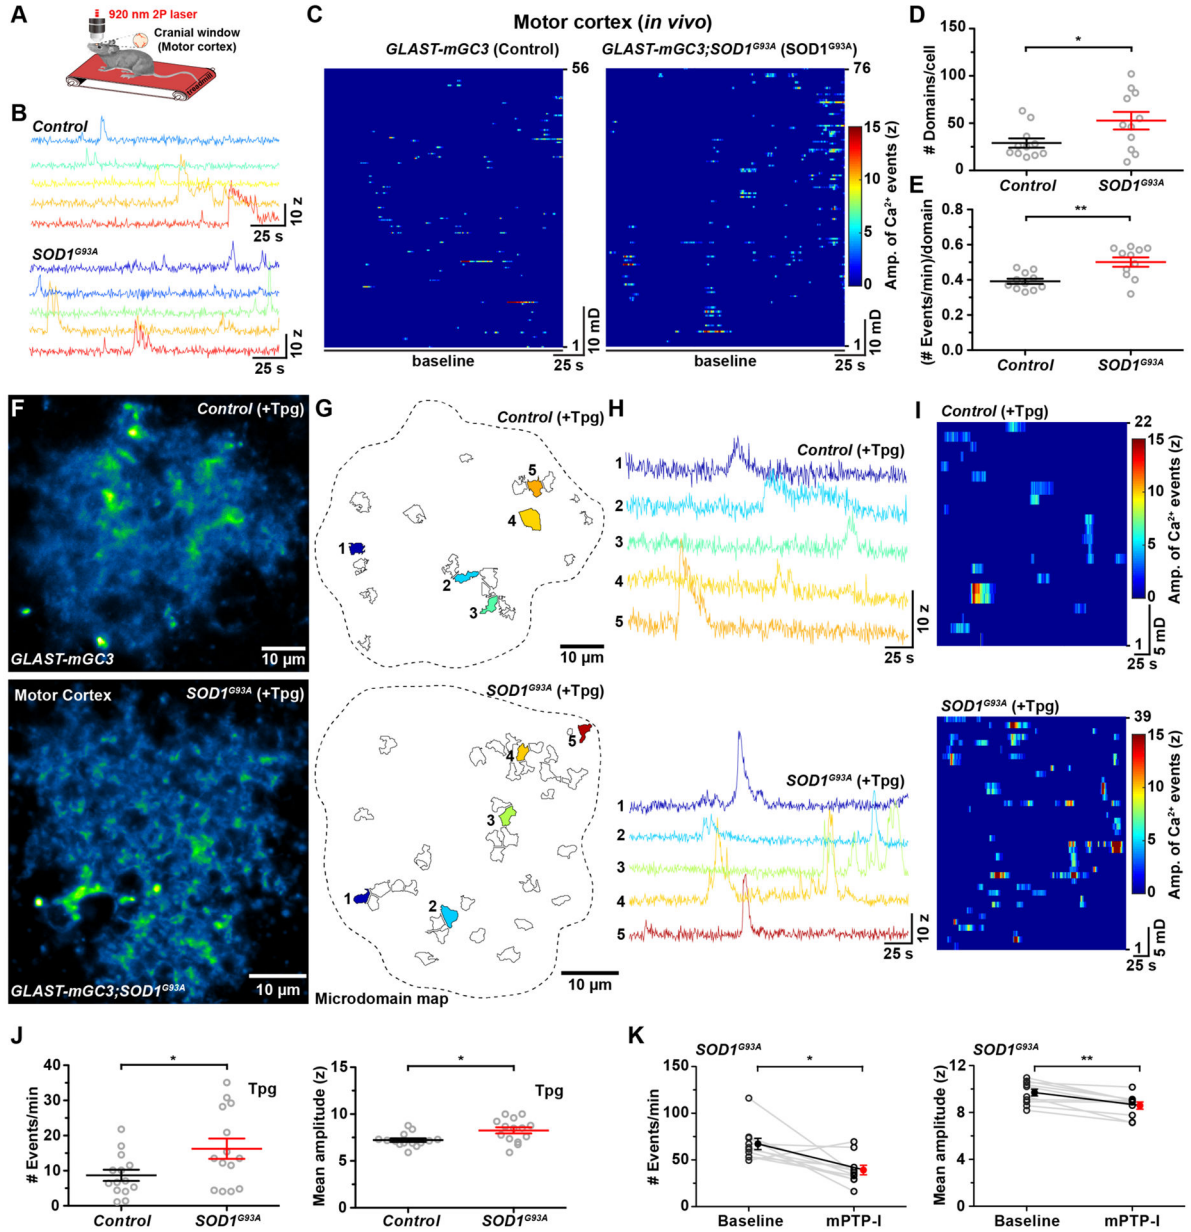 A
920 nm 2P laser
Cranial window
(Motor cortex)
treadmill
B
Control
10 z
25 s
SOD1G93A
10 z
25 s
C
Motor cortex (in vivo)
GLAST-mGC3 (Control)
GLAST-mGC3;SOD1G93A (SOD1G93A)
56
76
15
10
5
0
Amp. of Ca2+ events (z)
1
10 mD
1
10 mD
baseline
25 s
baseline
25 s
D
# Domains/cell
150
100
50
0
*
Control
SOD1G93A
E
(# Events/min)/domain
0.8
0.6
0.4
0.2
0.0
**
Control
SOD1G93A
F
Control (+Tpg)
GLAST-mGC3
10 µm
Motor Cortex
SOD1G93A (+Tpg)
GLAST-mGC3;SOD1G93A
10 µm
G
Control (+Tpg)
5
4
1
2
3
10 µm
SOD1G93A (+Tpg)
5
4
3
1
2
10 µm
Microdomain map
H
Control (+Tpg)
1
2
3
4
5
10 z
25 s
SOD1G93A (+Tpg)
1
2
3
4
5
10 z
25 s
I
Control (+Tpg)
22
15
10
5
0
Amp. of Ca2+ events (z)
1
5 mD
25 s
SOD1G93A (+Tpg)
39
15
10
5
0
Amp. of Ca2+ events (z)
1
5 mD
25 s
J
# Events/min
40
30
20
10
0
*
Tpg
Control
SOD1G93A
Mean amplitude (z)
15
10
5
0
*
Tpg
Control
SOD1G93A
K
SOD1G93A
# Events/min
150
100
50
0
*
Baseline
mPTP-I
SOD1G93A
Mean amplitude (z)
12
8
4
0
**
Baseline
mPTP-I